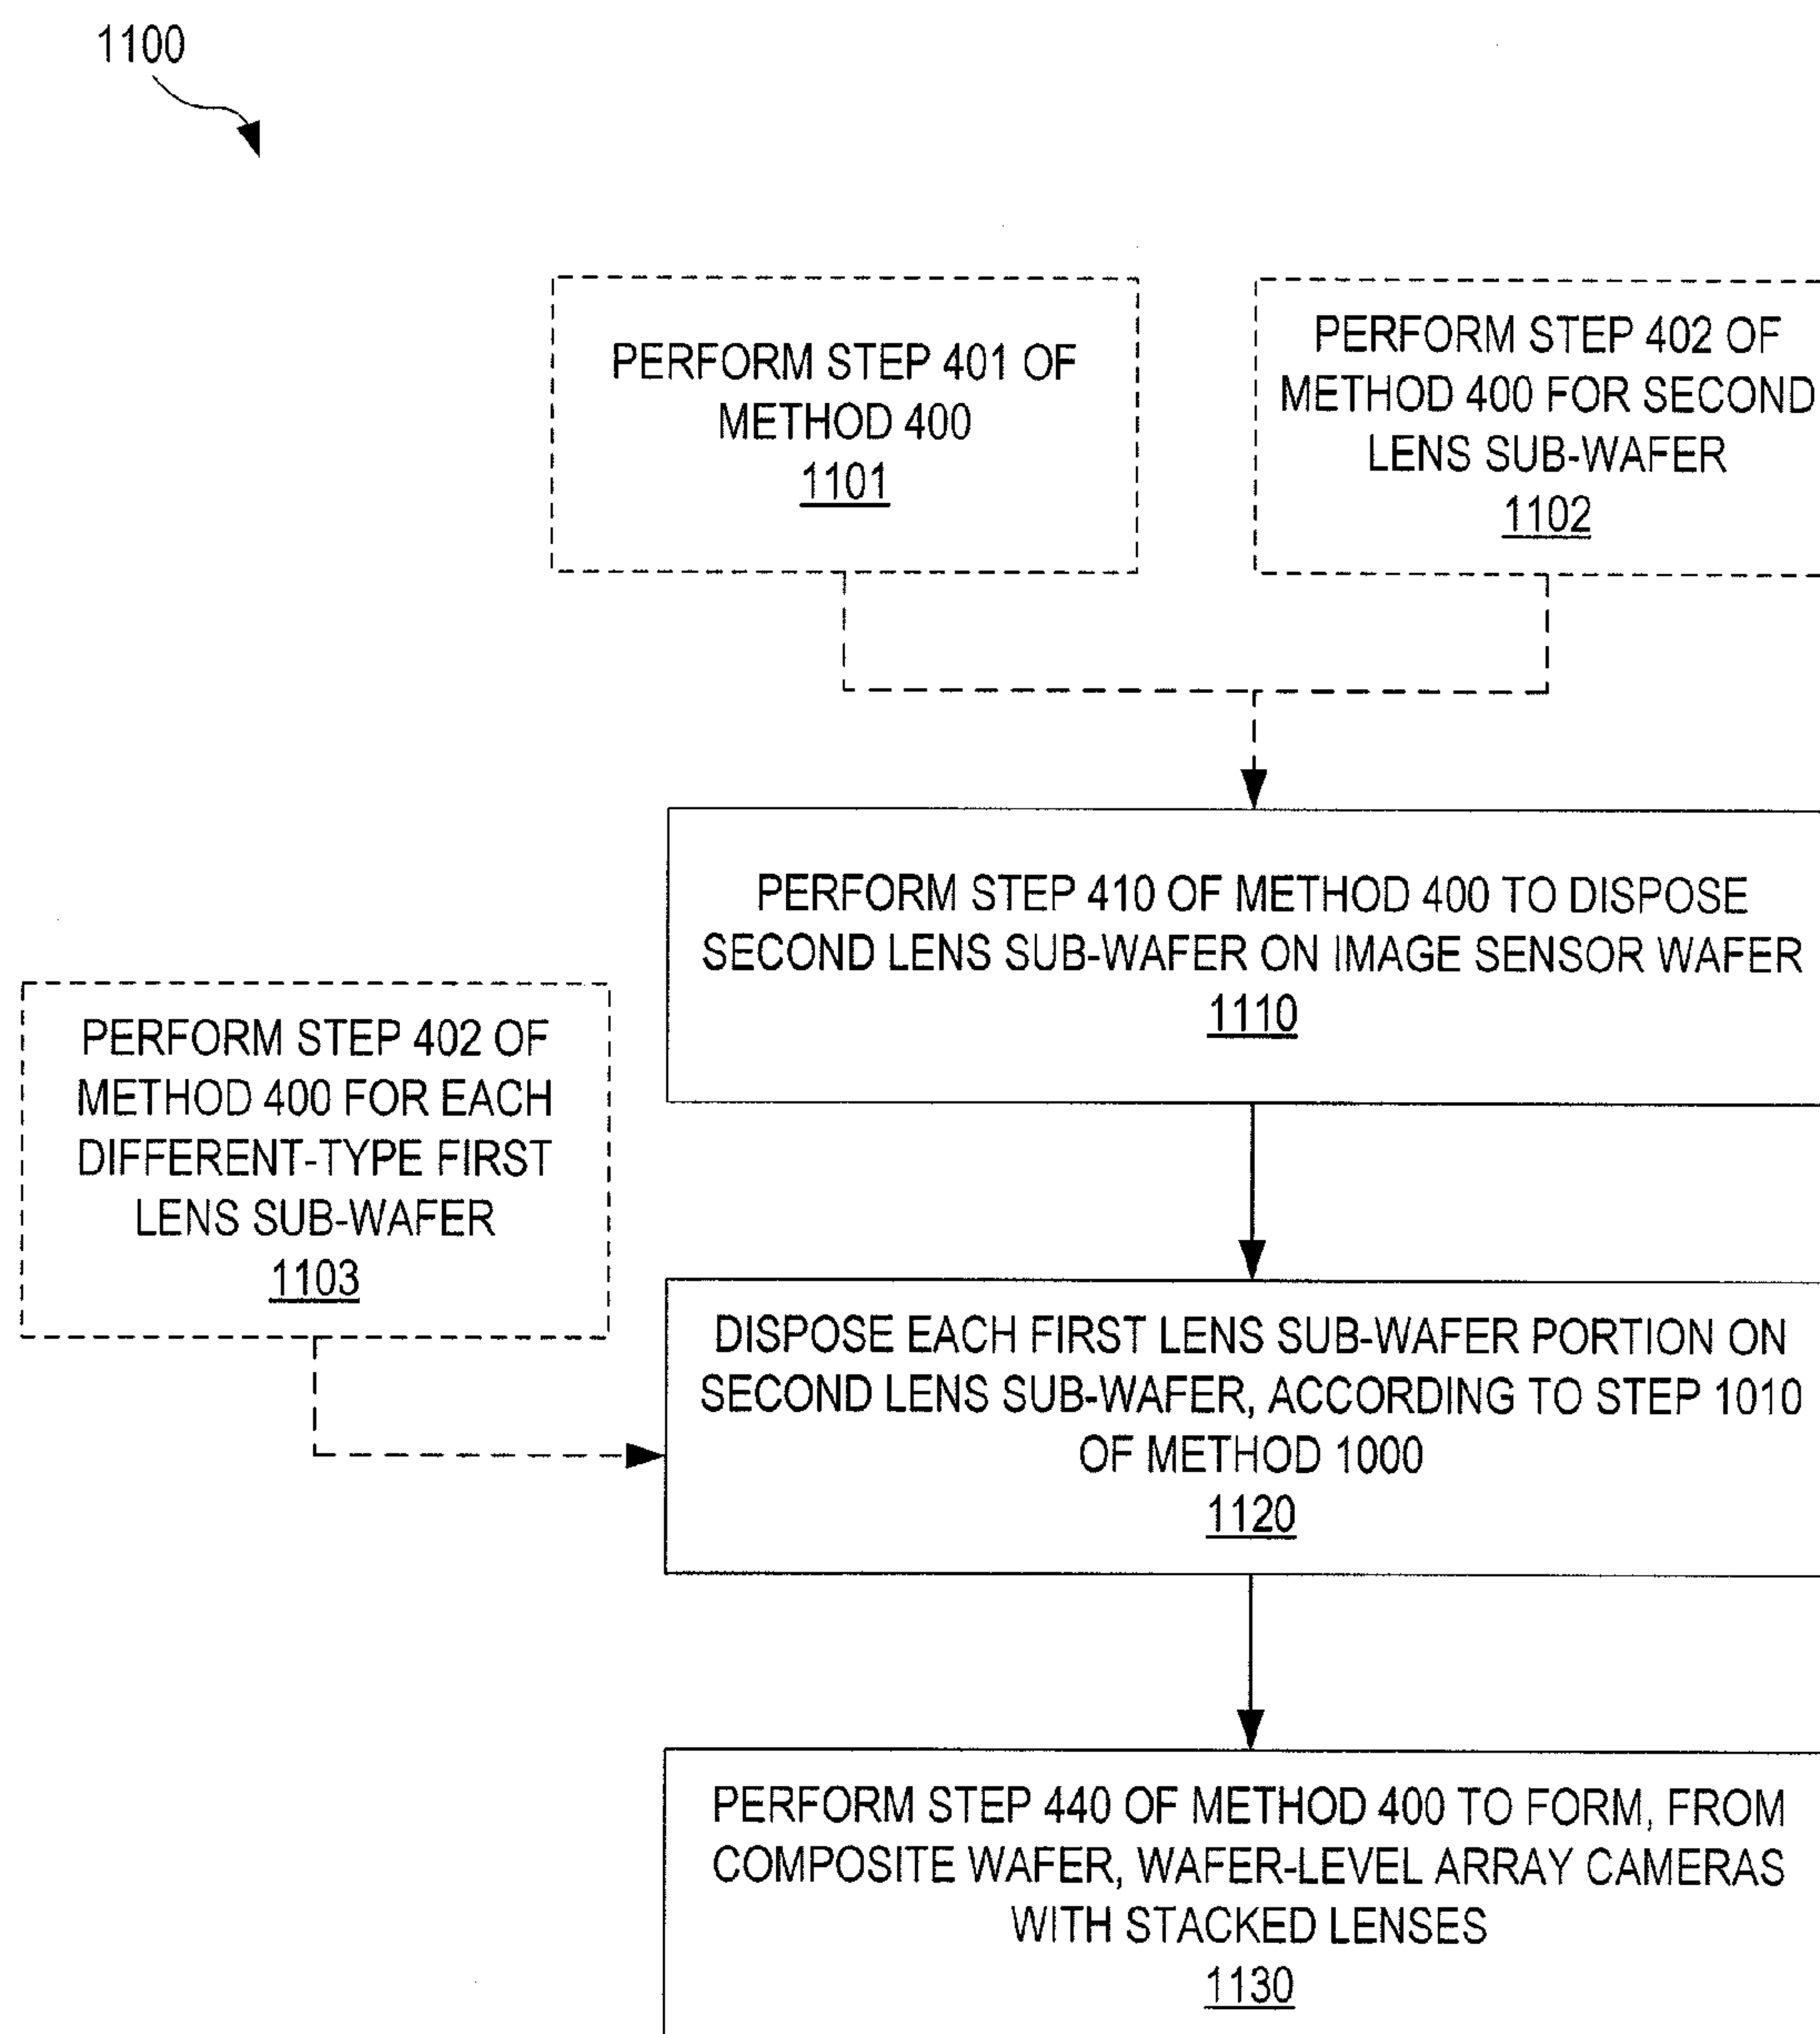 1100
PERFORM STEP 401 OF
METHOD 400
1101
PERFORM STEP 402 OF
METHOD 400 FOR SECOND
LENS SUB-WAFER
1102
PERFORM STEP 410 OF METHOD 400 TO DISPOSE
SECOND LENS SUB-WAFER ON IMAGE SENSOR WAFER
1110
PERFORM STEP 402 OF
METHOD 400 FOR EACH
DIFFERENT-TYPE FIRST
LENS SUB-WAFER
1103
DISPOSE EACH FIRST LENS SUB-WAFER PORTION ON
SECOND LENS SUB-WAFER, ACCORDING TO STEP 1010
OF METHOD 1000
1120
PERFORM STEP 440 OF METHOD 400 TO FORM, FROM
COMPOSITE WAFER, WAFER-LEVEL ARRAY CAMERAS
WITH STACKED LENSES
1130